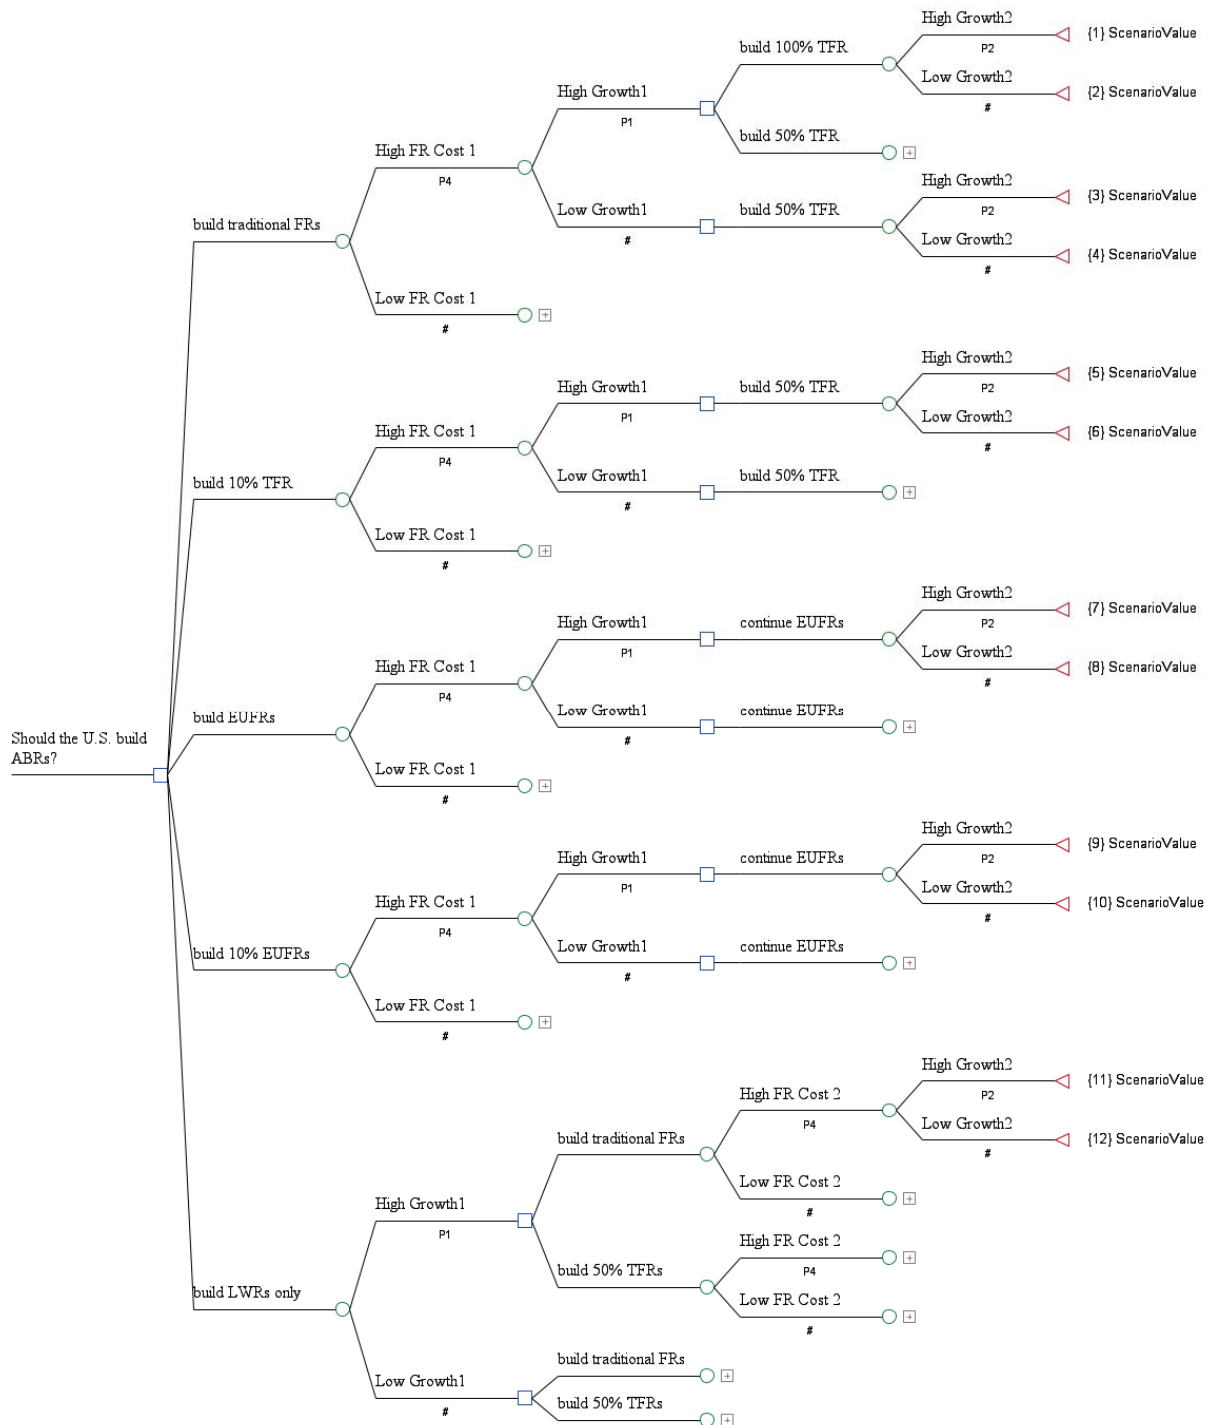 High Growth2
{1} ScenarioValue
P2
build 100% TFR
Low Growth2
{2} ScenarioValue
#
High Growth1
P1
build 50% TFR
High FR Cost 1
P4
High Growth2
{3} ScenarioValue
P2
Low Growth1
build 50% TFR
#
Low Growth2
{4} ScenarioValue
#
build traditional FRs
Low FR Cost 1
#
High Growth2
{5} ScenarioValue
P2
High Growth1
build 50% TFR
P1
Low Growth2
{6} ScenarioValue
#
High FR Cost 1
P4
Low Growth1
build 50% TFR
#
build 10% TFR
Low FR Cost 1
#
High Growth2
{7} ScenarioValue
P2
High Growth1
continue EUFRs
P1
Low Growth2
{8} ScenarioValue
#
High FR Cost 1
P4
Low Growth1
continue EUFRs
#
build EUFRs
Low FR Cost 1
#
Should the U.S. build
ABRs?
High Growth2
{9} ScenarioValue
P2
High Growth1
continue EUFRs
P1
Low Growth2
{10} ScenarioValue
#
High FR Cost 1
P4
Low Growth1
continue EUFRs
#
build 10% EUFRs
Low FR Cost 1
#
High Growth2
{11} ScenarioValue
P2
High FR Cost 2
P4
Low Growth2
{12} ScenarioValue
#
build traditional FRs
Low FR Cost 2
#
High Growth1
P1
High FR Cost 2
P4
build 50% TFRs
Low FR Cost 2
#
build LWRs only
build traditional FRs
Low Growth1
#
build 50% TFRs